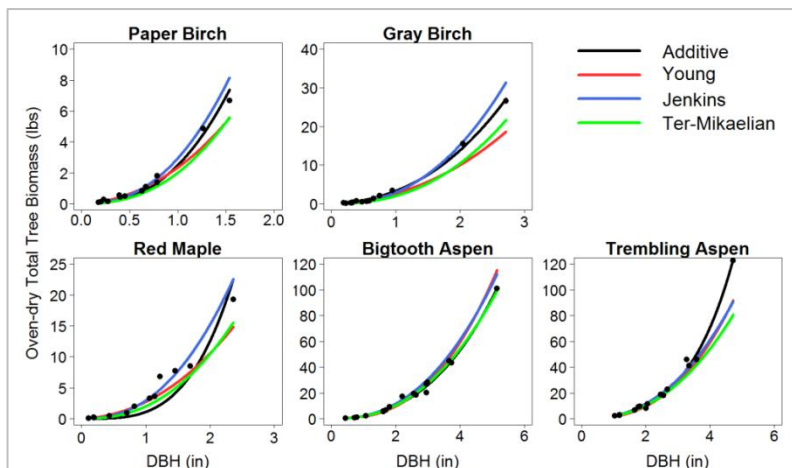 Paper Birch
Gray Birch
Additive
Young
Jenkins
Ter-Mikaelian
Oven-dry Total Tree Biomass (lbs)
10
8
6
4
2
0
0.0 0.5 1.0 1.5 2.0
40
30
20
10
0
0 1 2 3
Red Maple
Bigtooth Aspen
Trembling Aspen
25
20
15
10
5
0
0 1 2 3
120
100
80
60
40
20
0
0 2 4 6
120
100
80
60
40
20
0
0 2 4 6
DBH (in)
DBH (in)
DBH (in)